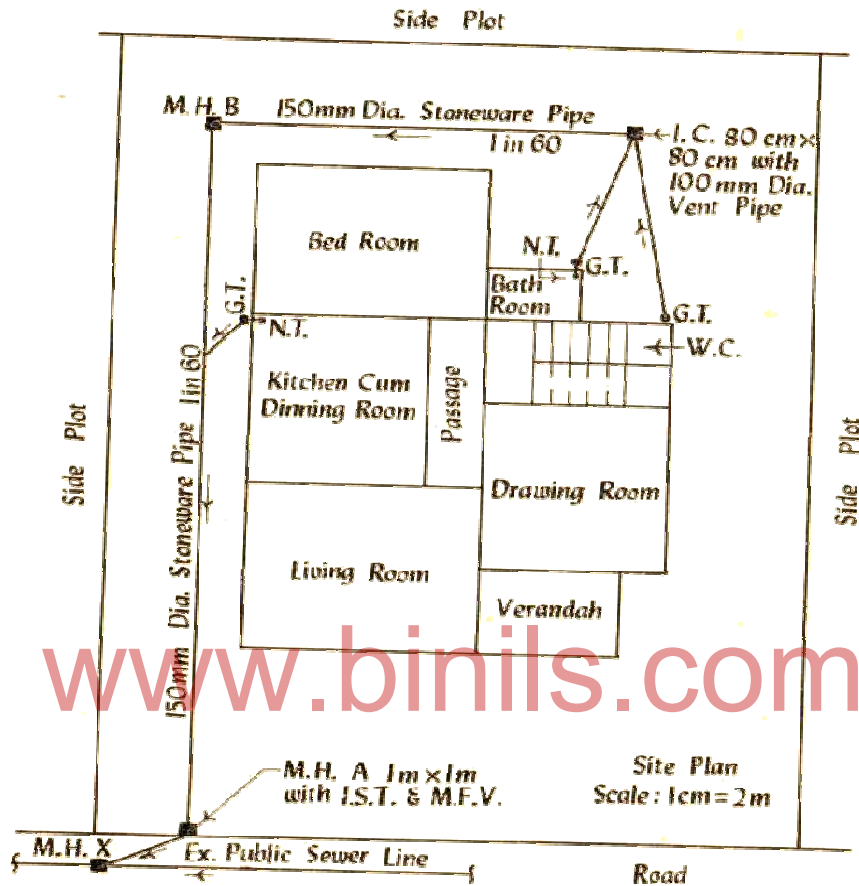 Side Plot
M.H. B
150mm Dia. Stoneware Pipe
1 in 60
I.C. 80 cm×
80 cm with
100 mm Dia.
Vent Pipe
Bed Room
N.T.
G.T.
Bath
Room
G.T.
N.T.
G.T.
W.C.
Kitchen Cum
Dinning Room
Passage
Side Plot
150mm Dia. Stoneware Pipe 1 in 60
Drawing Room
Side Plot
Living Room
Verandah
www.binils.com
M.H. A 1m×1m
with I.S.T. & M.F.V.
Site Plan
Scale: 1cm=2m
M.H. X
Ex. Public Sewer Line
Road